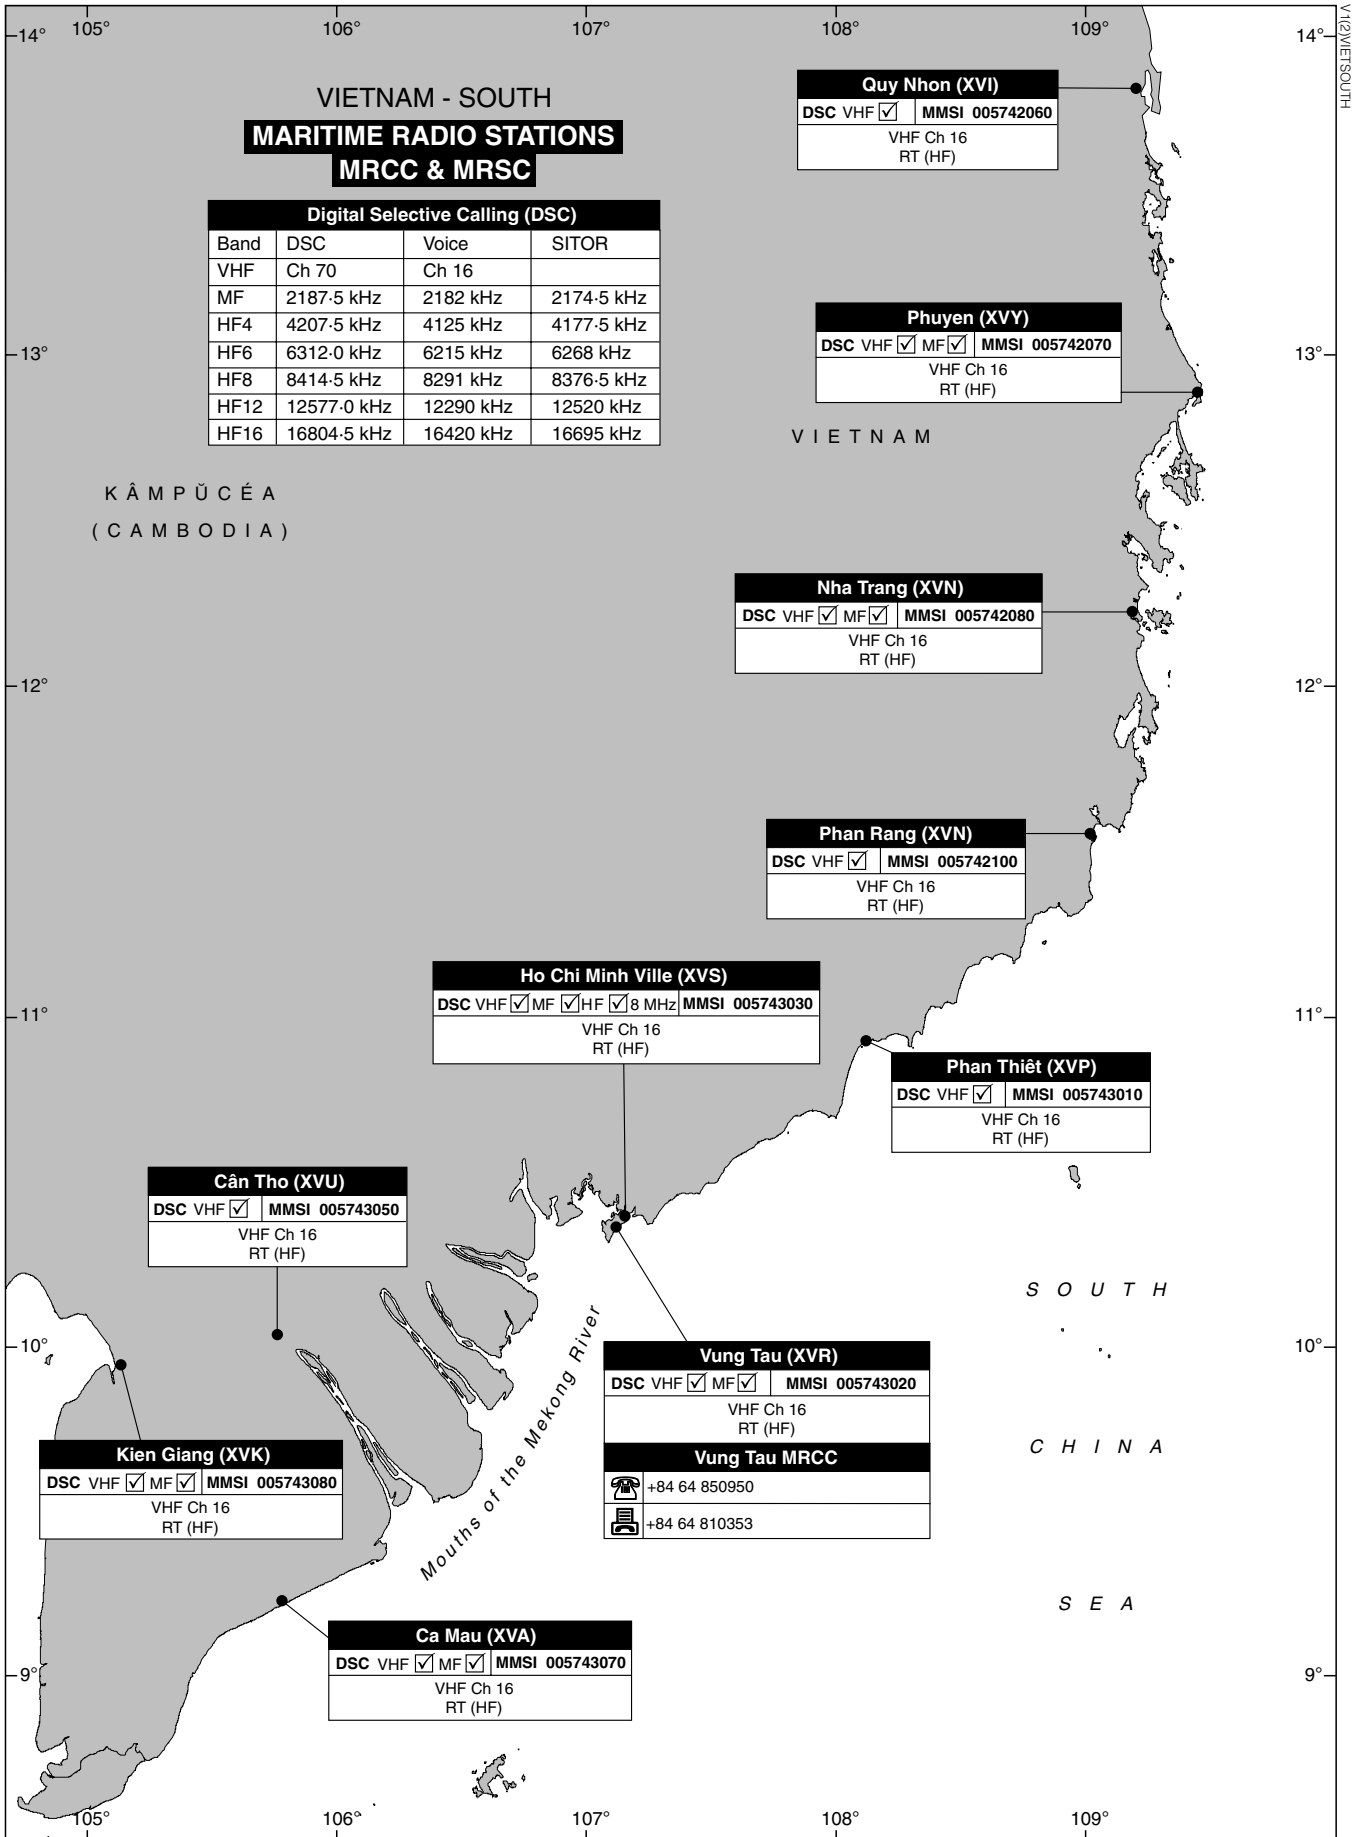 105° 106° 107° 108° 109°
14° 14°
V1(2)VIETSOUTH
VIETNAM - SOUTH
MARITIME RADIO STATIONS
MRCC & MRSC
Digital Selective Calling (DSC)
Band DSC Voice SITOR
VHF Ch 70 Ch 16
MF 2187·5 kHz 2182 kHz 2174·5 kHz
HF4 4207·5 kHz 4125 kHz 4177·5 kHz
HF6 6312·0 kHz 6215 kHz 6268 kHz
HF8 8414·5 kHz 8291 kHz 8376·5 kHz
HF12 12577·0 kHz 12290 kHz 12520 kHz
HF16 16804·5 kHz 16420 kHz 16695 kHz
Quy Nhon (XVI)
DSC VHF ☑ MMSI 005742060
VHF Ch 16
RT (HF)
Phuyen (XVY)
DSC VHF ☑ MF ☑ MMSI 005742070
VHF Ch 16
RT (HF)
13° 13°
VIETNAM
KÂMPŬCÉA
(CAMBODIA)
Nha Trang (XVN)
DSC VHF ☑ MF ☑ MMSI 005742080
VHF Ch 16
RT (HF)
12° 12°
Phan Rang (XVN)
DSC VHF ☑ MMSI 005742100
VHF Ch 16
RT (HF)
Ho Chi Minh Ville (XVS)
DSC VHF ☑ MF ☑ HF ☑ 8 MHz MMSI 005743030
VHF Ch 16
RT (HF)
11° 11°
Phan Thiêt (XVP)
DSC VHF ☑ MMSI 005743010
VHF Ch 16
RT (HF)
Cân Tho (XVU)
DSC VHF ☑ MMSI 005743050
VHF Ch 16
RT (HF)
SOUTH
CHINA
SEA
10° 10°
Mouths of the Mekong River
Vung Tau (XVR)
DSC VHF ☑ MF ☑ MMSI 005743020
VHF Ch 16
RT (HF)
Vung Tau MRCC
+84 64 850950
+84 64 810353
Kien Giang (XVK)
DSC VHF ☑ MF ☑ MMSI 005743080
VHF Ch 16
RT (HF)
Ca Mau (XVA)
DSC VHF ☑ MF ☑ MMSI 005743070
VHF Ch 16
RT (HF)
9° 9°
105° 106° 107° 108° 109°